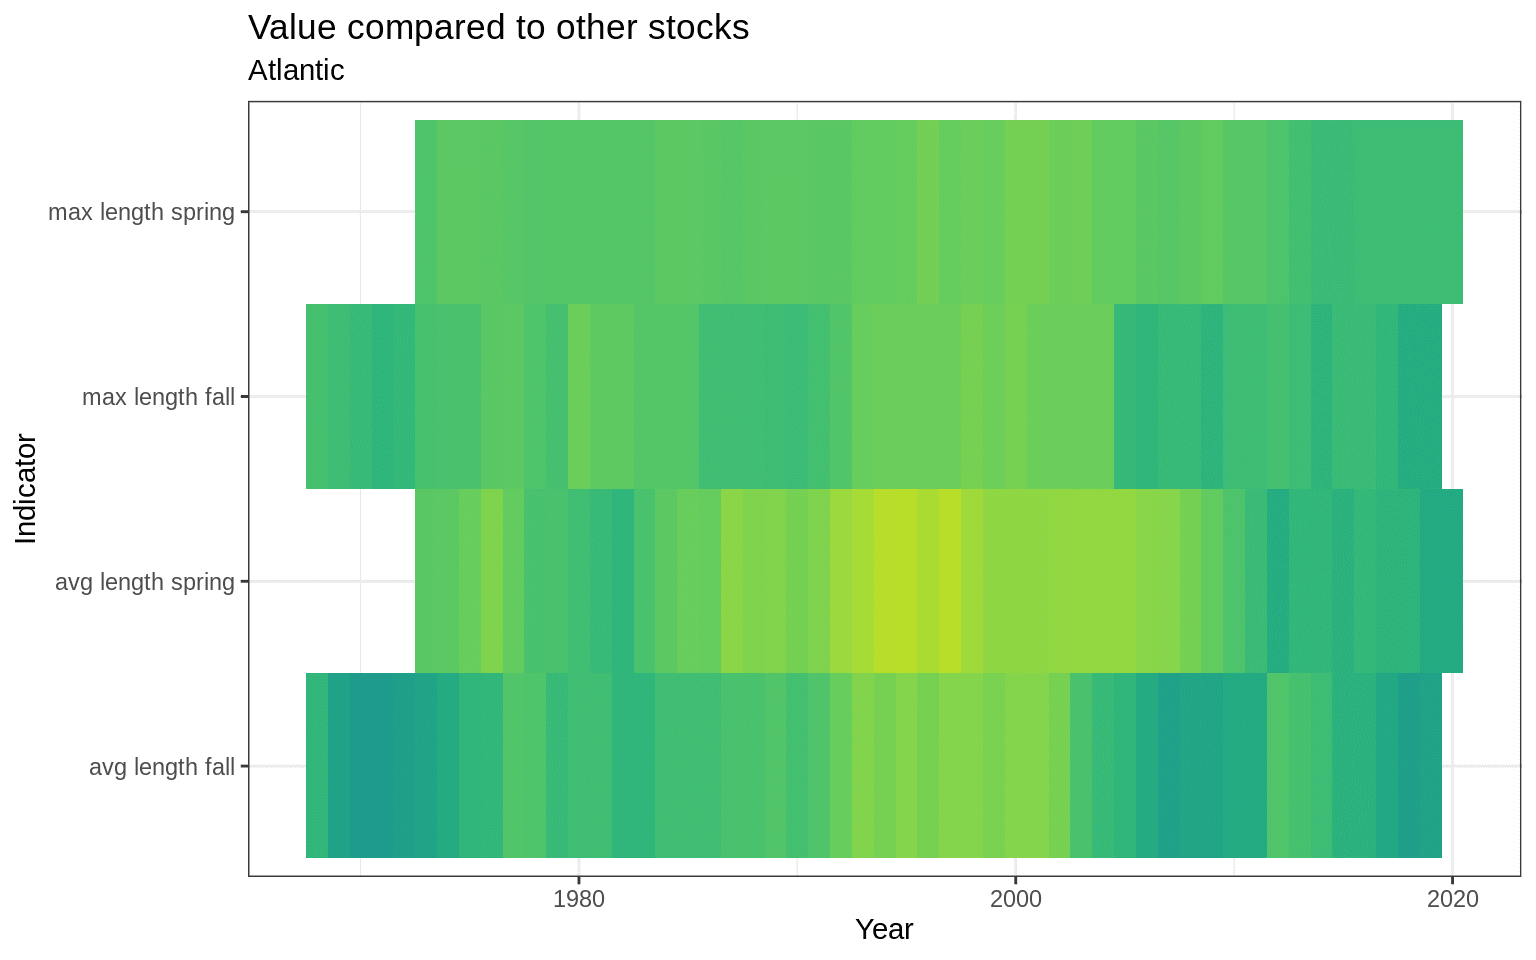 Value compared to other stocks
Atlantic
Indicator
max length spring
max length fall
avg length spring
avg length fall
1980 2000 2020
Year